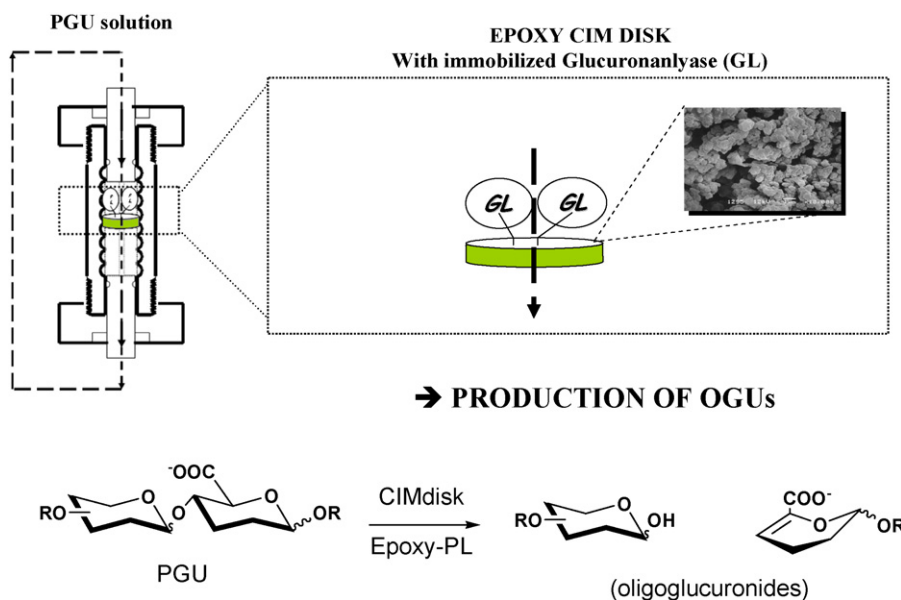 PGU solution
EPOXY CIM DISK
With immobilized Glucuronanlyase (GL)
GL GL
➔ PRODUCTION OF OGUs
⁻OOC
RO O O O OR
PGU
CIMdisk
Epoxy-PL
RO O OH
COO⁻
O OR
(oligoglucuronides)